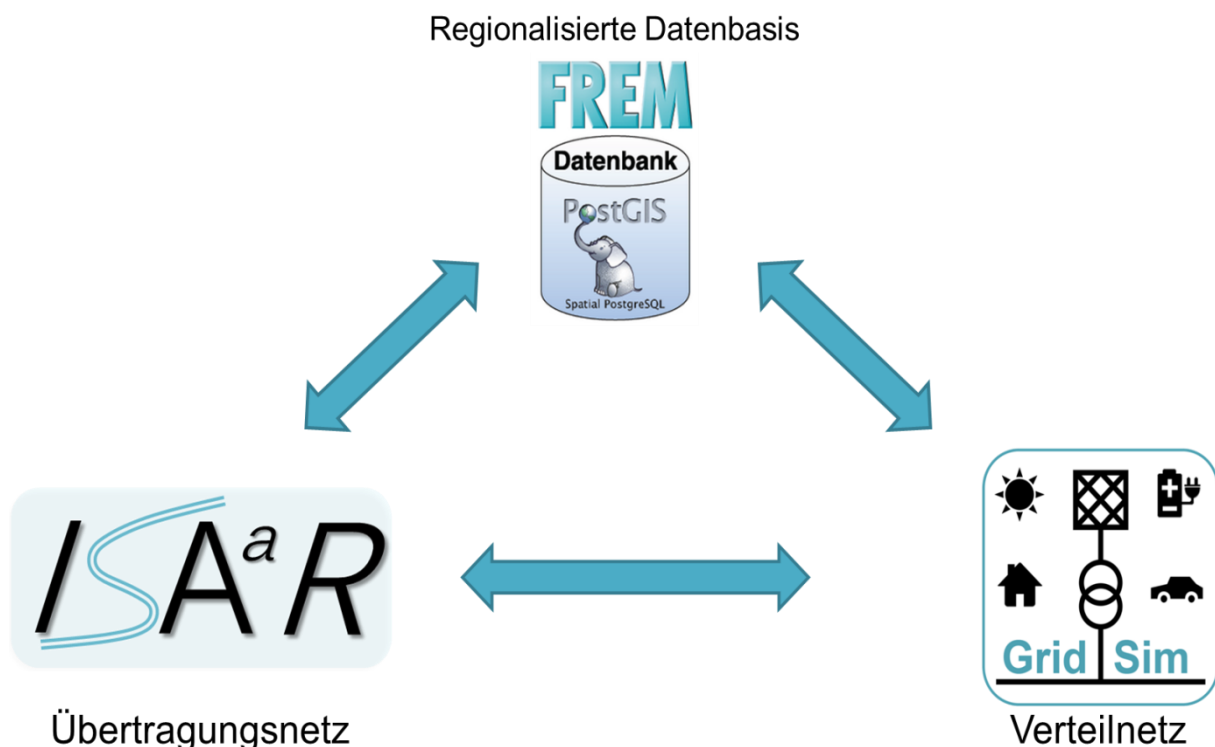 Regionalisierte Datenbasis
FREM
Datenbank
PostGIS
Spatial PostgreSQL
ISAaR
Grid Sim
Übertragungsnetz
Verteilnetz